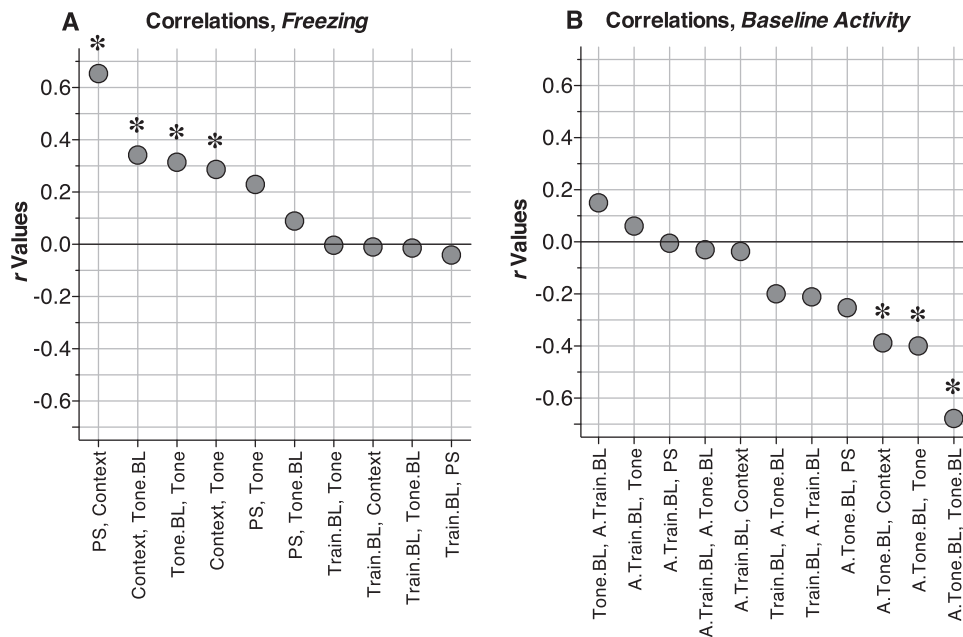 A Correlations, Freezing
r Values
0.6
0.4
0.2
0.0
-0.2
-0.4
-0.6
*
*
*
*
PS, Context
Context, Tone.BL
Tone.BL, Tone
Context, Tone
PS, Tone
PS, Tone.BL
Train.BL, Tone
Train.BL, Context
Train.BL, Tone.BL
Train.BL, PS
B Correlations, Baseline Activity
r Values
0.6
0.4
0.2
0.0
-0.2
-0.4
-0.6
*
*
*
Tone.BL, A.Train.BL
A.Train.BL, Tone
A.Train.BL, PS
A.Train.BL, A.Tone.BL
A.Train.BL, Context
Train.BL, A.Tone.BL
Train.BL, A.Train.BL
A.Tone.BL, PS
A.Tone.BL, Context
A.Tone.BL, Tone
A.Tone.BL, Tone.BL